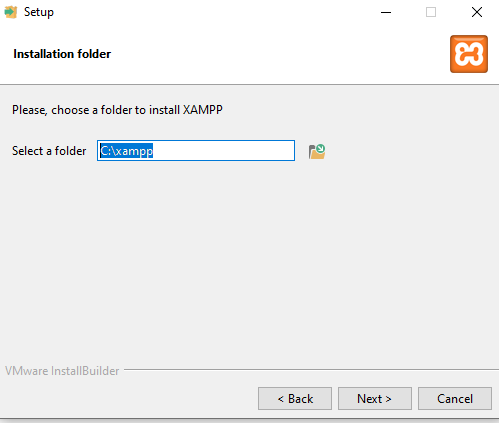 Setup
Installation folder
Please, choose a folder to install XAMPP
Select a folder C:\xampp
VMware InstallBuilder
< Back Next > Cancel